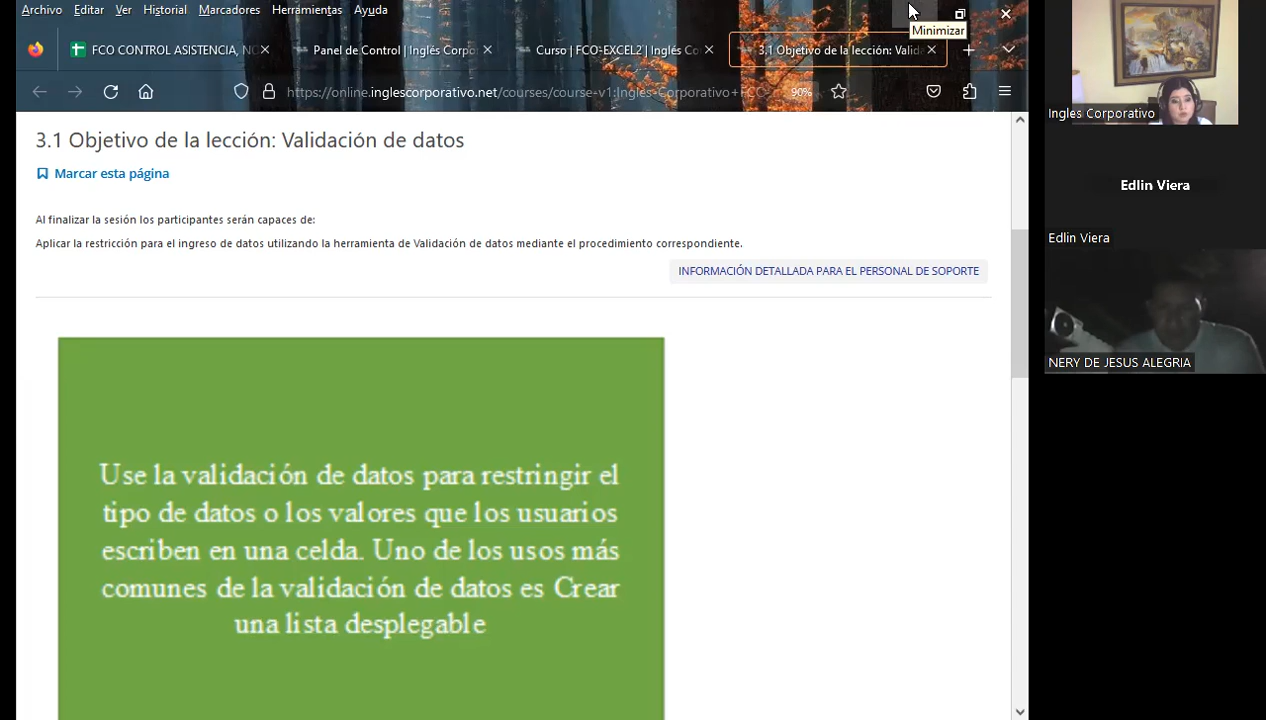 Archivo Editar Ver Historial Marcadores Herramientas Ayuda
Minimizar
FCO CONTROL ASISTENCIA, NO
Panel de Control | Inglés Corpo
Curso | FCO-EXCEL2 | Inglés Co
3.1 Objetivo de la lección: Valida
https://online.inglescorporativo.net/courses/course-v1:Ingles-Corporativo+FCO-
90%
3.1 Objetivo de la lección: Validación de datos
Marcar esta página
Al finalizar la sesión los participantes serán capaces de:
Aplicar la restricción para el ingreso de datos utilizando la herramienta de Validación de datos mediante el procedimiento correspondiente.
INFORMACIÓN DETALLADA PARA EL PERSONAL DE SOPORTE
Use la validación de datos para restringir el
tipo de datos o los valores que los usuarios
escriben en una celda. Uno de los usos más
comunes de la validación de datos es Crear
una lista desplegable
Ingles Corporativo
Edlin Viera
Edlin Viera
NERY DE JESUS ALEGRIA